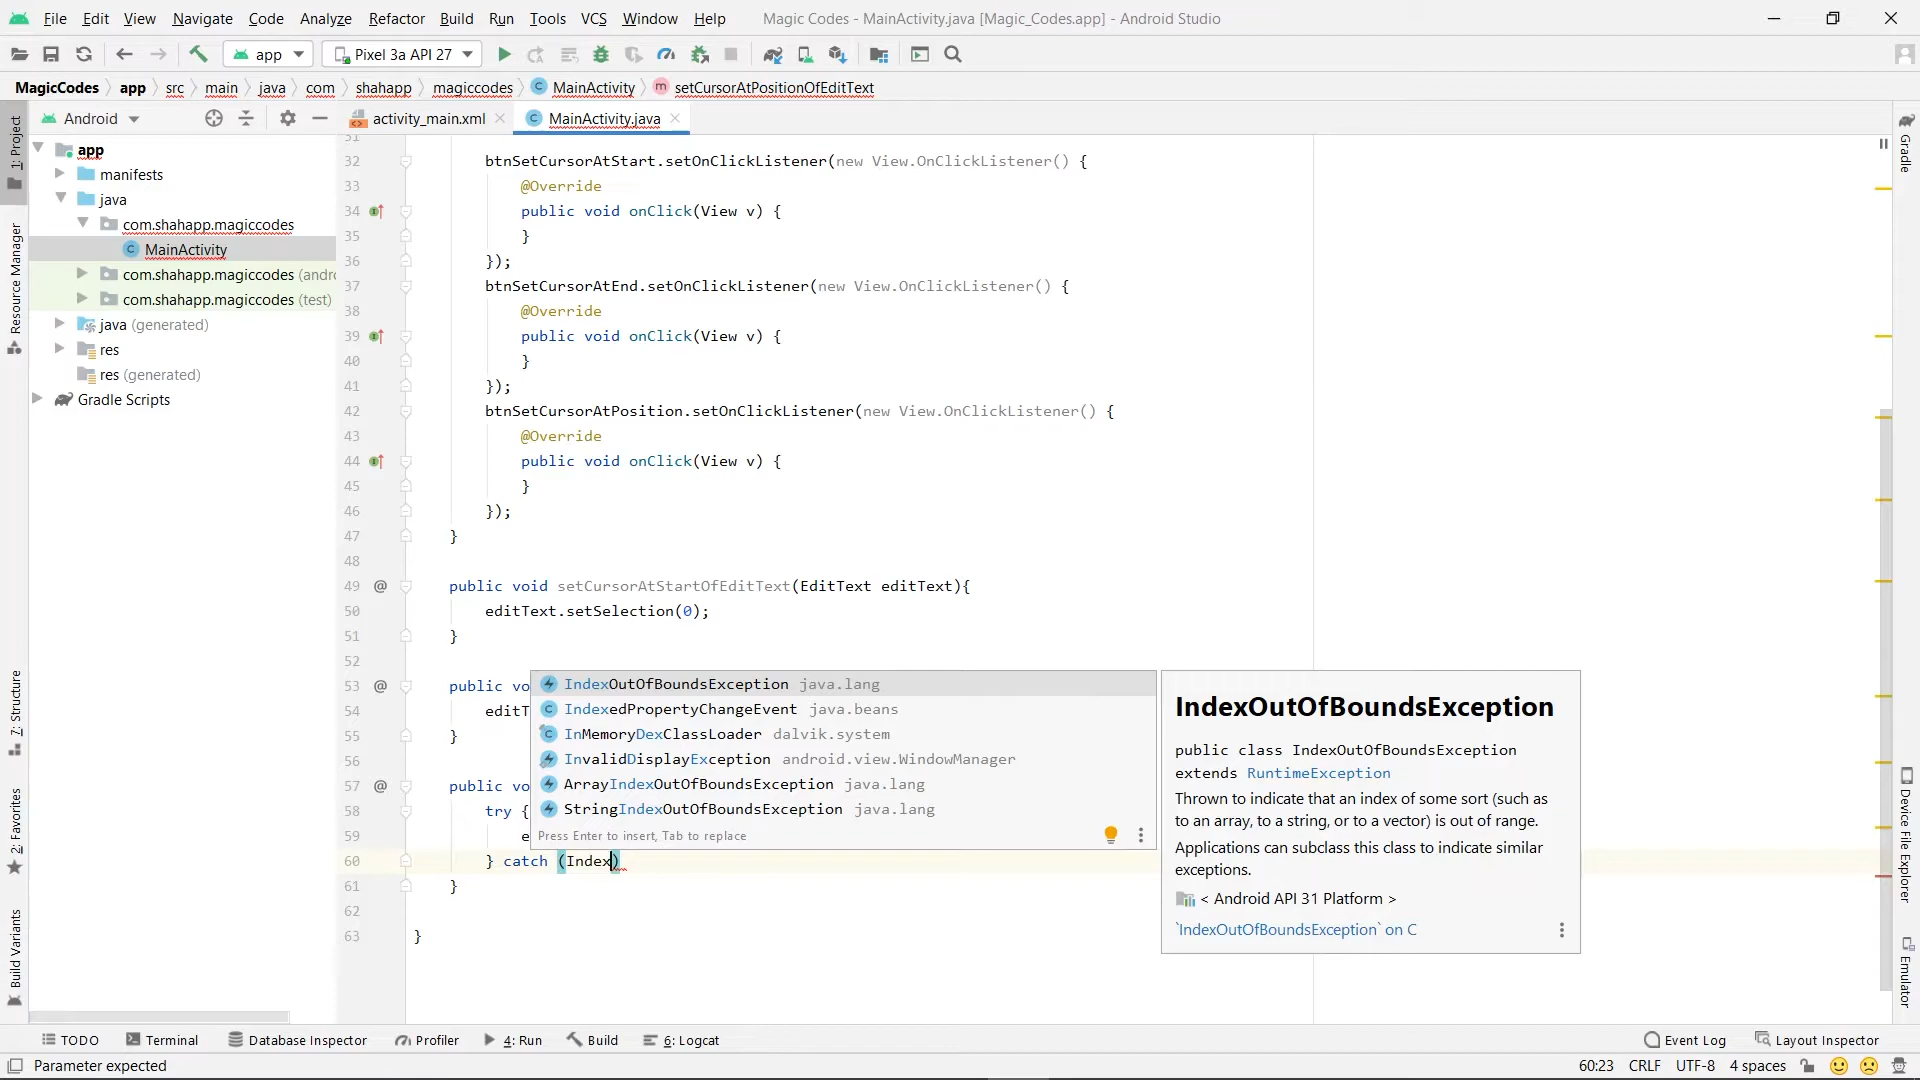 File Edit View Navigate Code Analyze Refactor Build Run Tools VCS Window Help Magic Codes - MainActivity.java [Magic_Codes.app] - Android Studio
app Pixel 3a API 27
MagicCodes app src main java com shahapp magiccodes MainActivity setCursorAtPositionOfEditText
Android
activity_main.xml MainActivity.java
1: Project
Resource Manager
7: Structure
2: Favorites
Build Variants
app
manifests
java
com.shahapp.magiccodes
MainActivity
com.shahapp.magiccodes (andr
com.shahapp.magiccodes (test)
java (generated)
res
res (generated)
Gradle Scripts
31
32 btnSetCursorAtStart.setOnClickListener(new View.OnClickListener() {
33 @Override
34 public void onClick(View v) {
35 }
36 });
37 btnSetCursorAtEnd.setOnClickListener(new View.OnClickListener() {
38 @Override
39 public void onClick(View v) {
40 }
41 });
42 btnSetCursorAtPosition.setOnClickListener(new View.OnClickListener() {
43 @Override
44 public void onClick(View v) {
45 }
46 });
47 }
48
49 @ public void setCursorAtStartOfEditText(EditText editText){
50 editText.setSelection(0);
51 }
52
53 @ public vo
54 editT
55 }
56
57 @ public vo
58 try {
59 e
60 } catch (Index)
61 }
62
63 }
IndexOutOfBoundsException java.lang
IndexedPropertyChangeEvent java.beans
InMemoryDexClassLoader dalvik.system
InvalidDisplayException android.view.WindowManager
ArrayIndexOutOfBoundsException java.lang
StringIndexOutOfBoundsException java.lang
Press Enter to insert, Tab to replace
IndexOutOfBoundsException
public class IndexOutOfBoundsException
extends RuntimeException
Thrown to indicate that an index of some sort (such as
to an array, to a string, or to a vector) is out of range.
Applications can subclass this class to indicate similar
exceptions.
< Android API 31 Platform >
`IndexOutOfBoundsException` on C
Gradle
Device File Explorer
Emulator
TODO Terminal Database Inspector Profiler 4: Run Build 6: Logcat Event Log Layout Inspector
Parameter expected 60:23 CRLF UTF-8 4 spaces